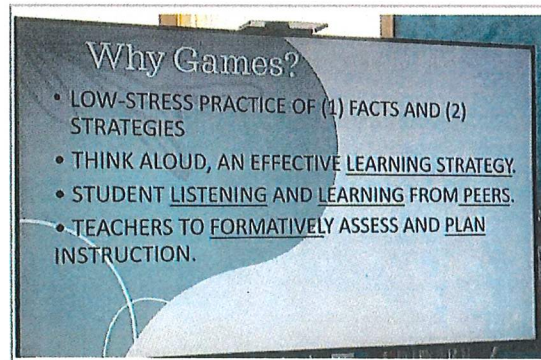 Why Games?
• LOW-STRESS PRACTICE OF (1) FACTS AND (2)
STRATEGIES
• THINK ALOUD, AN EFFECTIVE LEARNING STRATEGY.
• STUDENT LISTENING AND LEARNING FROM PEERS.
• TEACHERS TO FORMATIVELY ASSESS AND PLAN
INSTRUCTION.